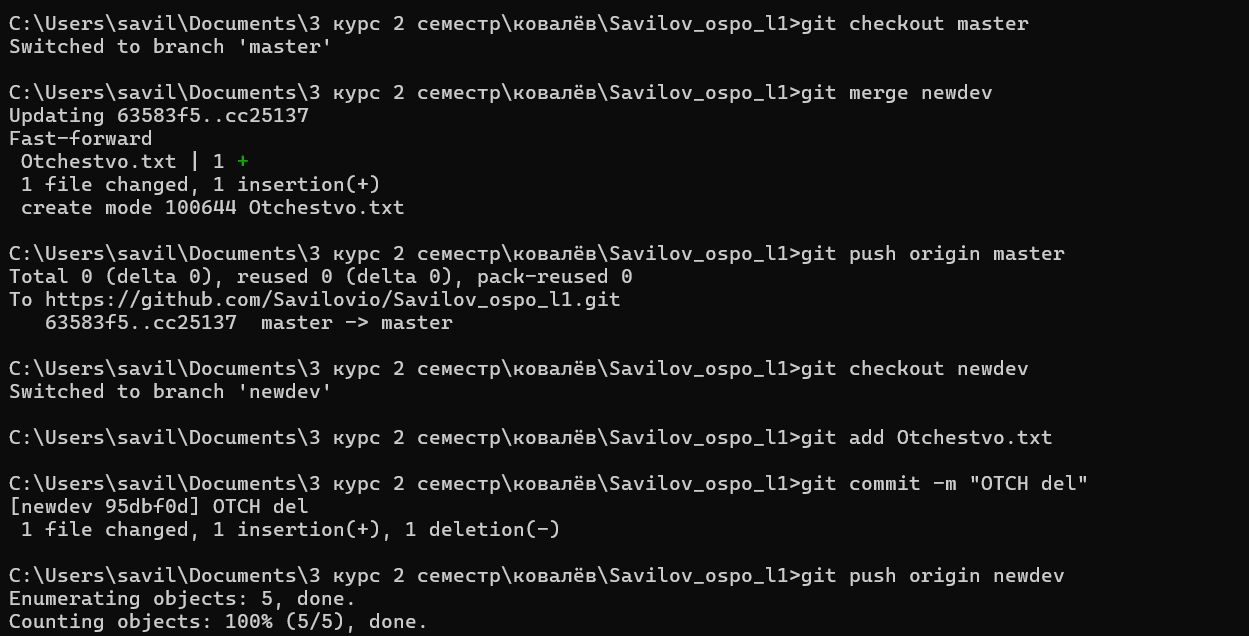 C:\Users\savil\Documents\3 курс 2 семестр\ковалёв\Savilov_ospo_l1>git checkout master
Switched to branch 'master'
C:\Users\savil\Documents\3 курс 2 семестр\ковалёв\Savilov_ospo_l1>git merge newdev
Updating 63583f5..cc25137
Fast-forward
Otchestvo.txt | 1 +
1 file changed, 1 insertion(+)
create mode 100644 Otchestvo.txt
C:\Users\savil\Documents\3 курс 2 семестр\ковалёв\Savilov_ospo_l1>git push origin master
Total 0 (delta 0), reused 0 (delta 0), pack-reused 0
To https://github.com/Savilovio/Savilov_ospo_l1.git
63583f5..cc25137  master -> master
C:\Users\savil\Documents\3 курс 2 семестр\ковалёв\Savilov_ospo_l1>git checkout newdev
Switched to branch 'newdev'
C:\Users\savil\Documents\3 курс 2 семестр\ковалёв\Savilov_ospo_l1>git add Otchestvo.txt
C:\Users\savil\Documents\3 курс 2 семестр\ковалёв\Savilov_ospo_l1>git commit -m "OTCH del"
[newdev 95dbf0d] OTCH del
1 file changed, 1 insertion(+), 1 deletion(-)
C:\Users\savil\Documents\3 курс 2 семестр\ковалёв\Savilov_ospo_l1>git push origin newdev
Enumerating objects: 5, done.
Counting objects: 100% (5/5), done.